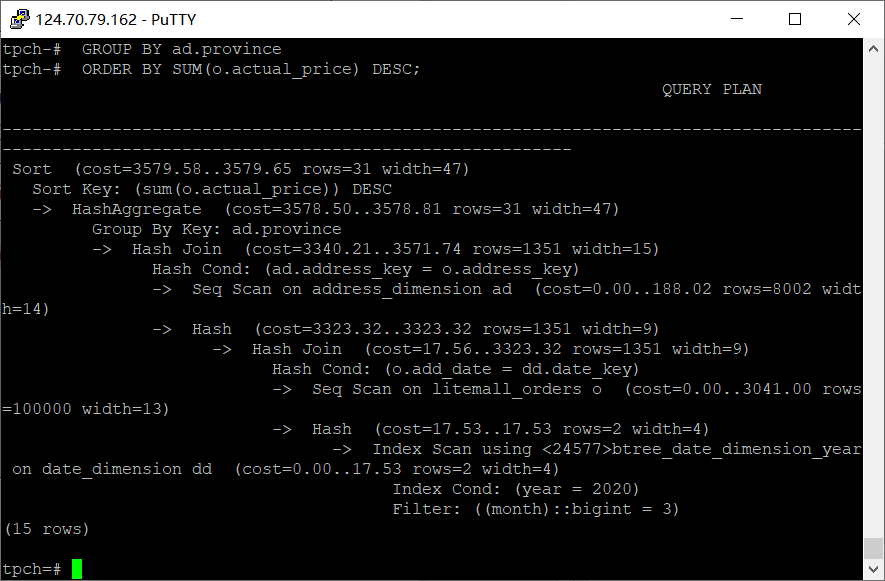 124.70.79.162 - PuTTY
tpch-#  GROUP BY ad.province
tpch-#  ORDER BY SUM(o.actual_price) DESC;
                                                                  QUERY PLAN
--------------------------------------------------------------------------------------
---------------------------------------------------------
 Sort  (cost=3579.58..3579.65 rows=31 width=47)
   Sort Key: (sum(o.actual_price)) DESC
   ->  HashAggregate  (cost=3578.50..3578.81 rows=31 width=47)
         Group By Key: ad.province
         ->  Hash Join  (cost=3340.21..3571.74 rows=1351 width=15)
               Hash Cond: (ad.address_key = o.address_key)
               ->  Seq Scan on address_dimension ad  (cost=0.00..188.02 rows=8002 widt
h=14)
               ->  Hash  (cost=3323.32..3323.32 rows=1351 width=9)
                     ->  Hash Join  (cost=17.56..3323.32 rows=1351 width=9)
                           Hash Cond: (o.add_date = dd.date_key)
                           ->  Seq Scan on litemall_orders o  (cost=0.00..3041.00 rows
=100000 width=13)
                           ->  Hash  (cost=17.53..17.53 rows=2 width=4)
                                 ->  Index Scan using <24577>btree_date_dimension_year
 on date_dimension dd  (cost=0.00..17.53 rows=2 width=4)
                                       Index Cond: (year = 2020)
                                       Filter: ((month)::bigint = 3)
(15 rows)
tpch=#